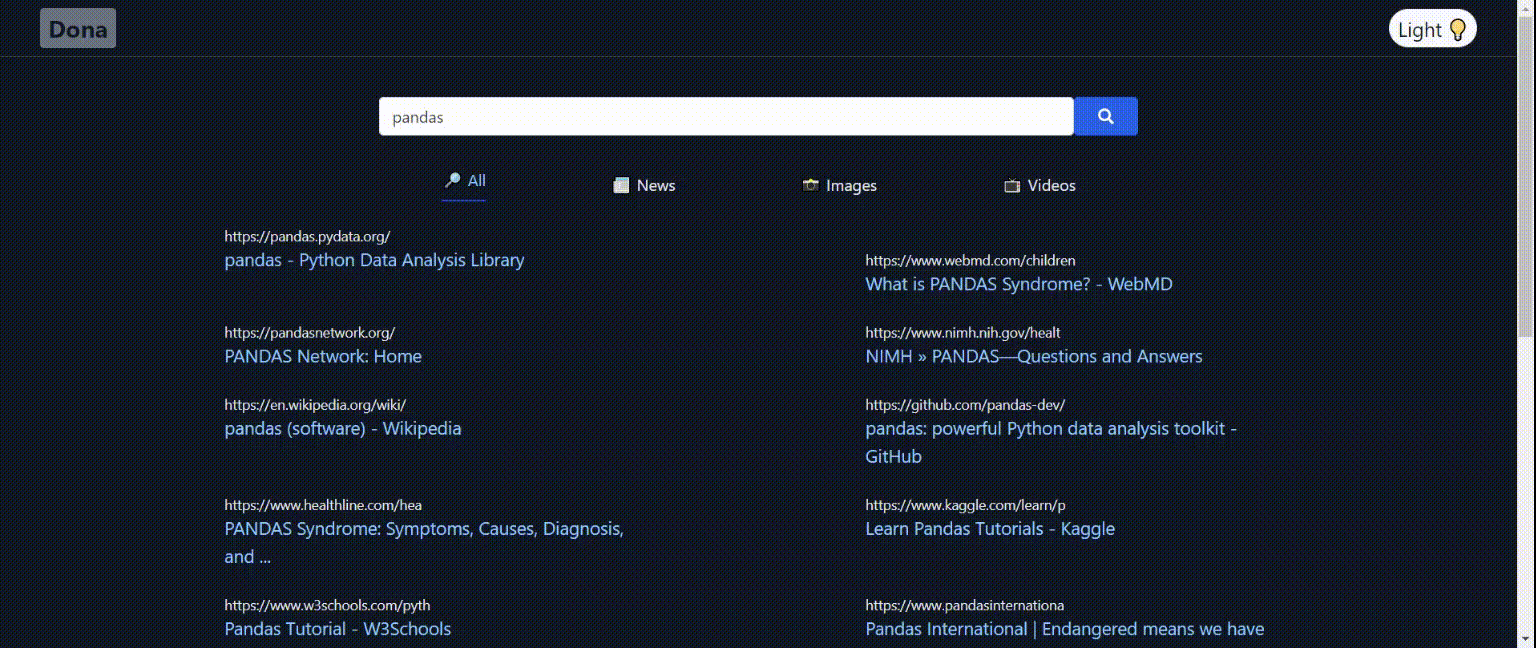 Dona
Light
pandas
All
News
Images
Videos
https://pandas.pydata.org/
pandas - Python Data Analysis Library
https://www.webmd.com/children
What is PANDAS Syndrome? - WebMD
https://pandasnetwork.org/
PANDAS Network: Home
https://www.nimh.nih.gov/healt
NIMH » PANDAS—Questions and Answers
https://en.wikipedia.org/wiki/
pandas (software) - Wikipedia
https://github.com/pandas-dev/
pandas: powerful Python data analysis toolkit -
GitHub
https://www.healthline.com/hea
PANDAS Syndrome: Symptoms, Causes, Diagnosis,
and ...
https://www.kaggle.com/learn/p
Learn Pandas Tutorials - Kaggle
https://www.w3schools.com/pyth
Pandas Tutorial - W3Schools
https://www.pandasinternationa
Pandas International | Endangered means we have